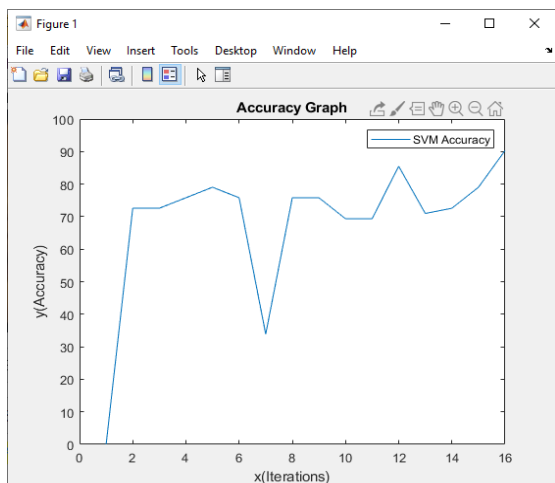 Figure 1
File Edit View Insert Tools Desktop Window Help
Accuracy Graph
SVM Accuracy
100
90
80
70
60
50
40
30
20
10
0
y(Accuracy)
0 2 4 6 8 10 12 14 16
x(Iterations)